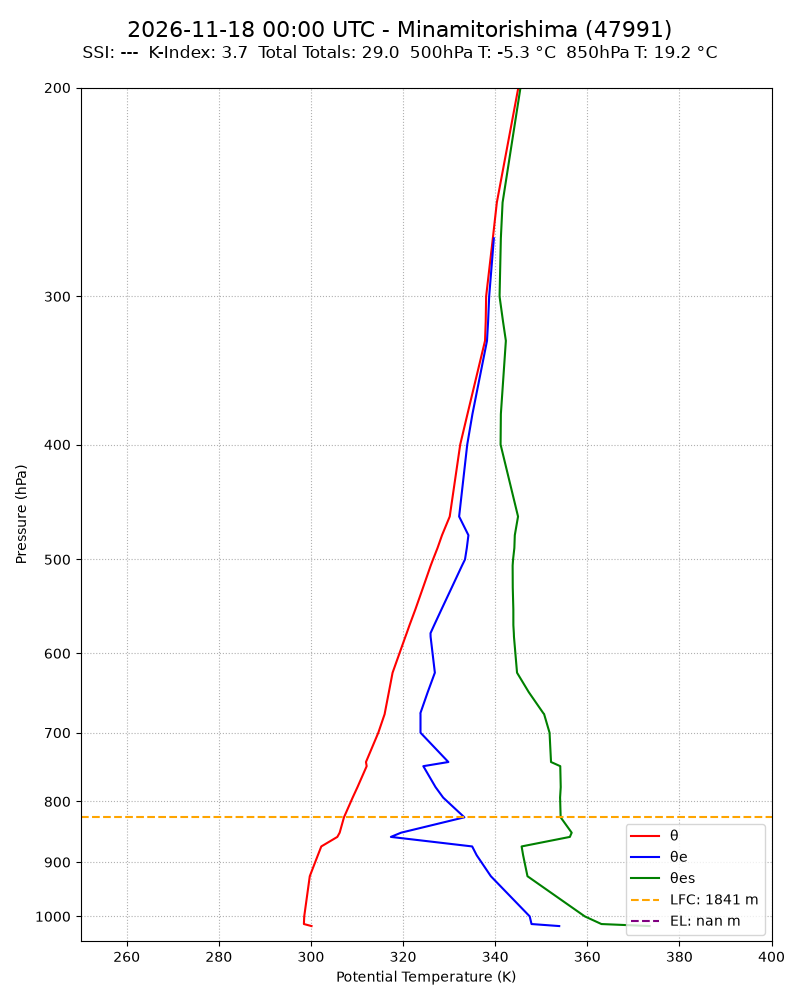 2026-11-18 00:00 UTC - Minamitorishima (47991)
SSI: --- K-Index: 3.7 Total Totals: 29.0 500hPa T: -5.3 °C 850hPa T: 19.2 °C
200
300
400
500
600
700
800
900
1000
Pressure (hPa)
260 280 300 320 340 360 380 400
Potential Temperature (K)
θ
θe
θes
LFC: 1841 m
EL: nan m